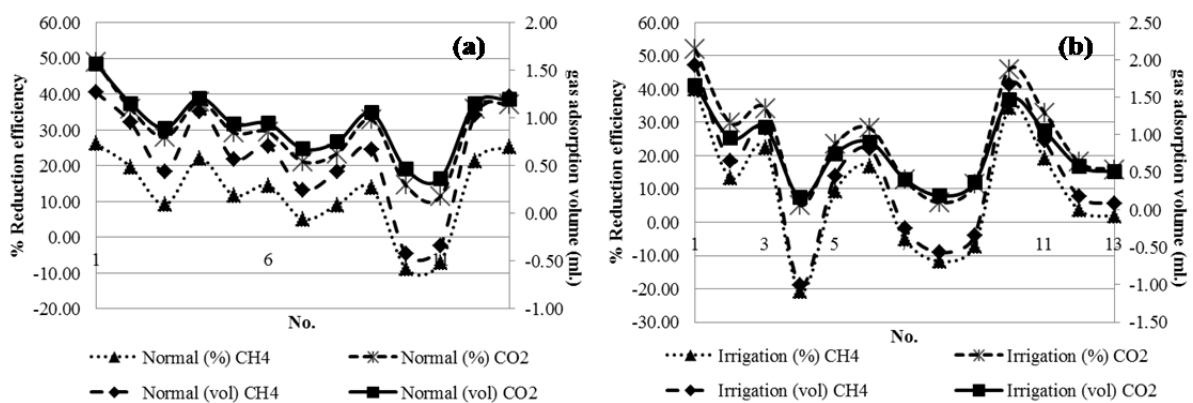 60.00
50.00
40.00
30.00
20.00
10.00
0.00
-10.00
-20.00
% Reduction efficiency
(a)
1
6
11
No.
2.00
1.50
1.00
0.50
0.00
-0.50
-1.00
gas adsorption volume (ml.)
Normal (%) CH4
Normal (%) CO2
Normal (vol) CH4
Normal (vol) CO2
60.00
50.00
40.00
30.00
20.00
10.00
0.00
-10.00
-20.00
-30.00
% Reduction efficiency
(b)
1
3
5
11
13
No.
2.50
2.00
1.50
1.00
0.50
0.00
-0.50
-1.00
-1.50
gas adsorption volume (ml.)
Irrigation (%) CH4
Irrigation (%) CO2
Irrigation (vol) CH4
Irrigation (vol) CO2